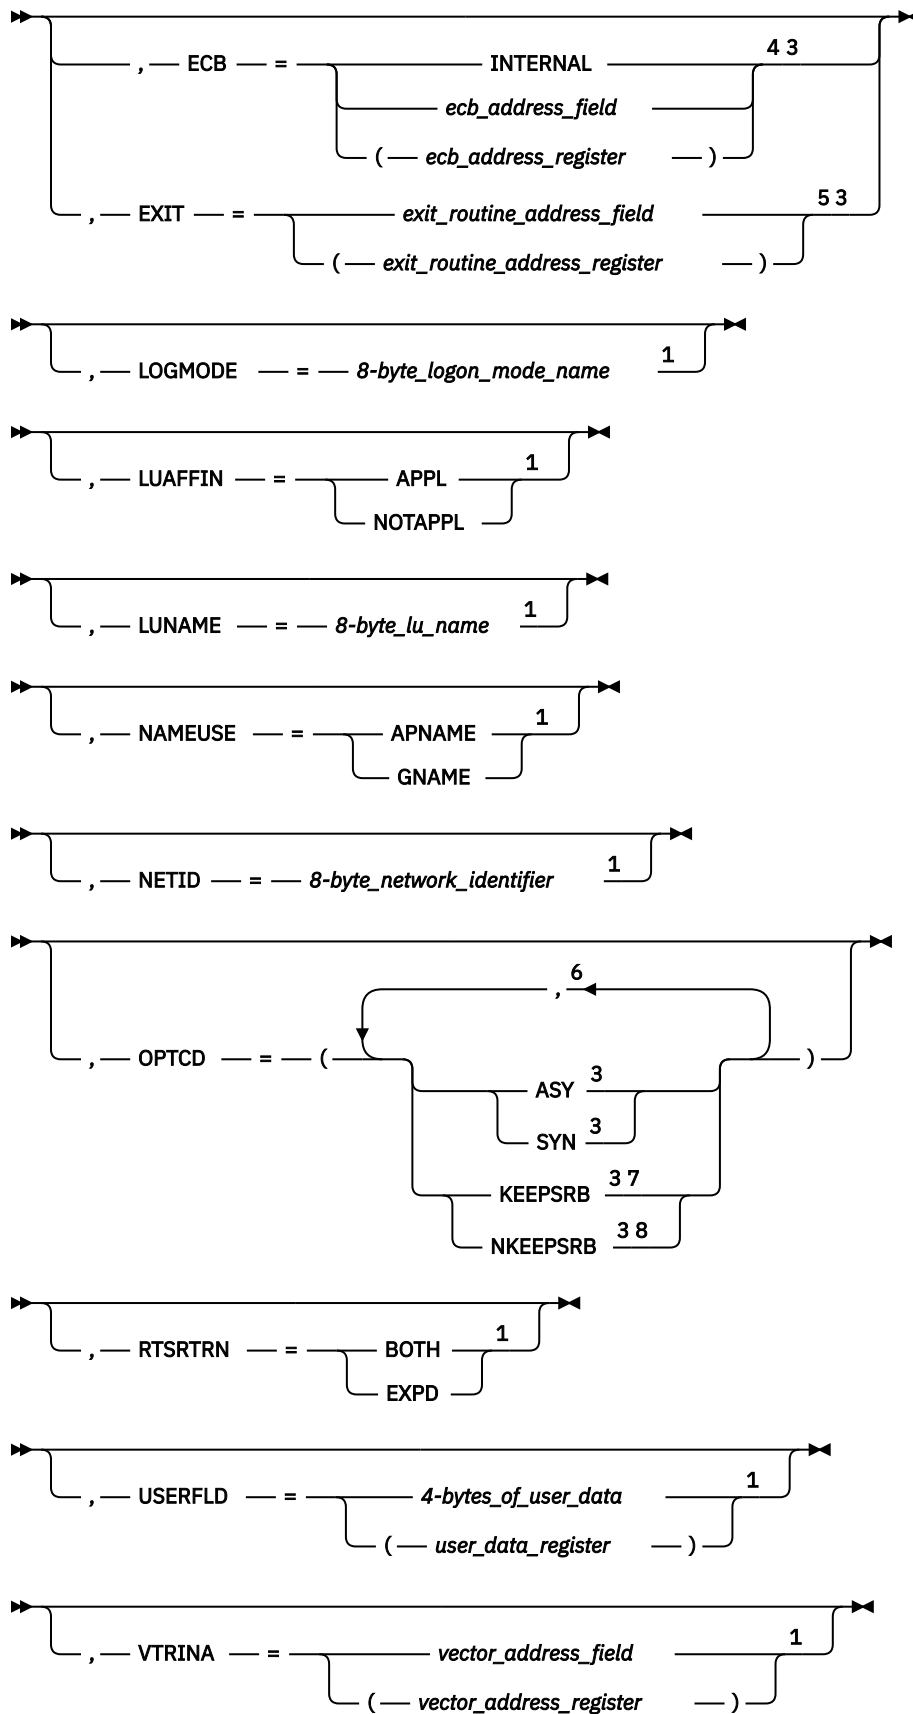 , ECB = INTERNAL 4 3
ecb_address_field
( ecb_address_register )
, EXIT = exit_routine_address_field 5 3
( exit_routine_address_register )
, LOGMODE = 8-byte_logon_mode_name 1
, LUAFFIN = APPL 1
NOTAPPL
, LUNAME = 8-byte_lu_name 1
, NAMEUSE = APNAME 1
GNAME
, NETID = 8-byte_network_identifier 1
, 6
, OPTCD = ( )
ASY 3
SYN 3
KEEPSRB 3 7
NKEEPSRB 3 8
, RTSRTRN = BOTH 1
EXPD
, USERFLD = 4-bytes_of_user_data 1
( user_data_register )
, VTRINA = vector_address_field 1
( vector_address_register )